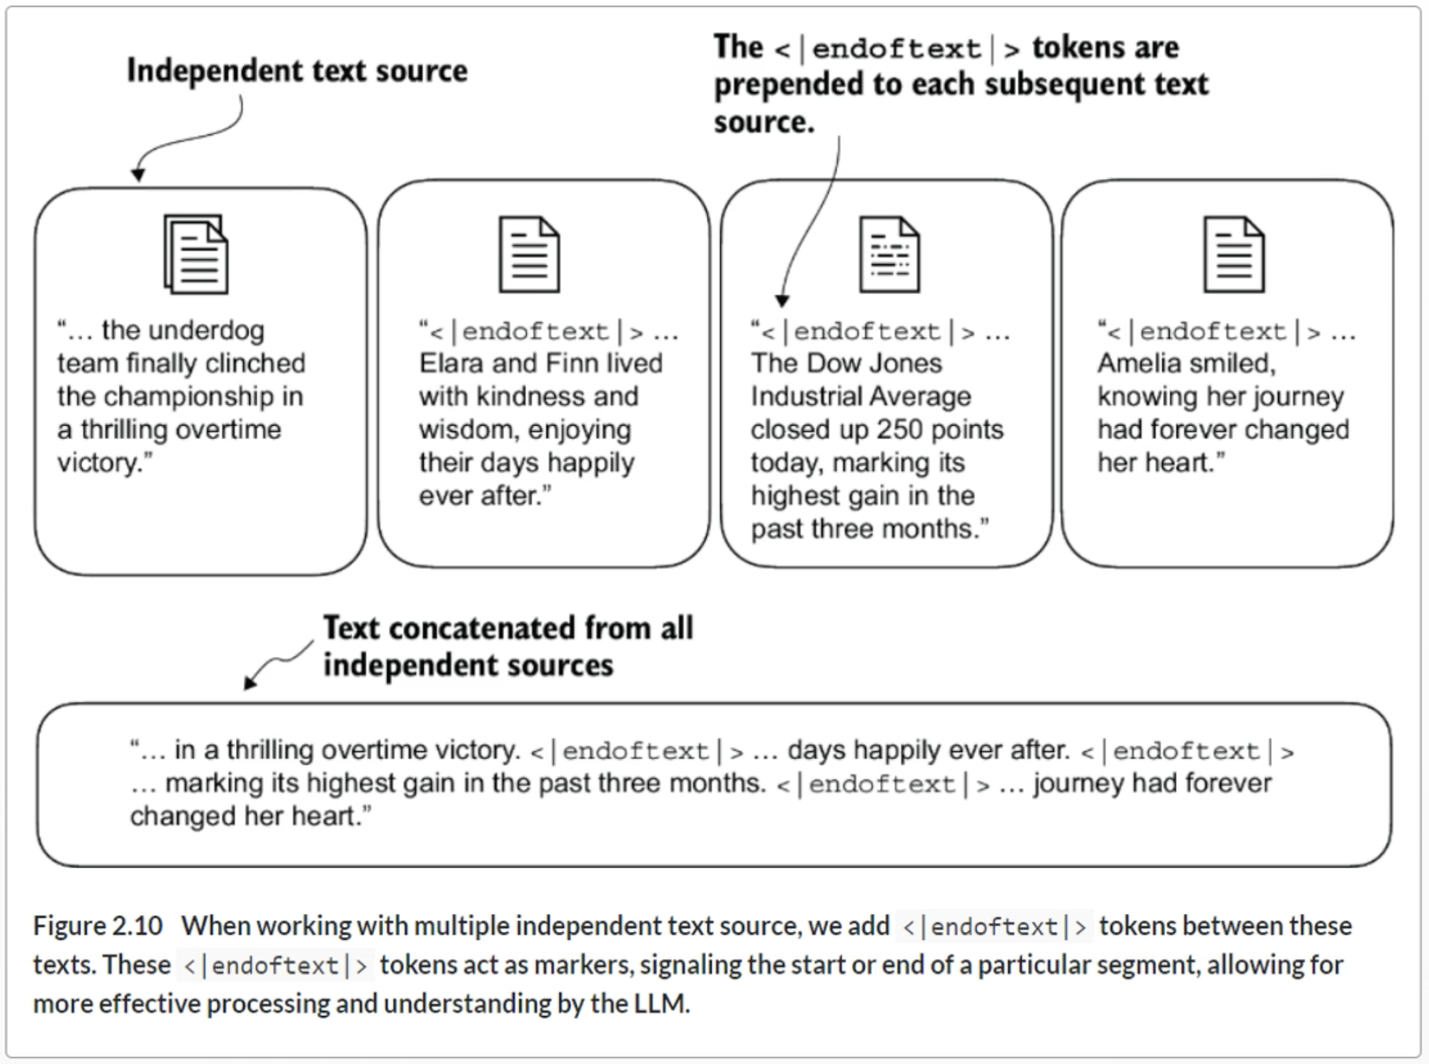 Independent text source
The <|endoftext|> tokens are
prepended to each subsequent text
source.
“... the underdog
team finally clinched
the championship in
a thrilling overtime
victory.”
“<|endoftext|> ...
Elara and Finn lived
with kindness and
wisdom, enjoying
their days happily
ever after.”
“<|endoftext|> ...
The Dow Jones
Industrial Average
closed up 250 points
today, marking its
highest gain in the
past three months.”
“<|endoftext|> ...
Amelia smiled,
knowing her journey
had forever changed
her heart.”
Text concatenated from all
independent sources
“... in a thrilling overtime victory. <|endoftext|> ... days happily ever after. <|endoftext|>
... marking its highest gain in the past three months. <|endoftext|> ... journey had forever
changed her heart.”
Figure 2.10 When working with multiple independent text source, we add <|endoftext|> tokens between these
texts. These <|endoftext|> tokens act as markers, signaling the start or end of a particular segment, allowing for
more effective processing and understanding by the LLM.